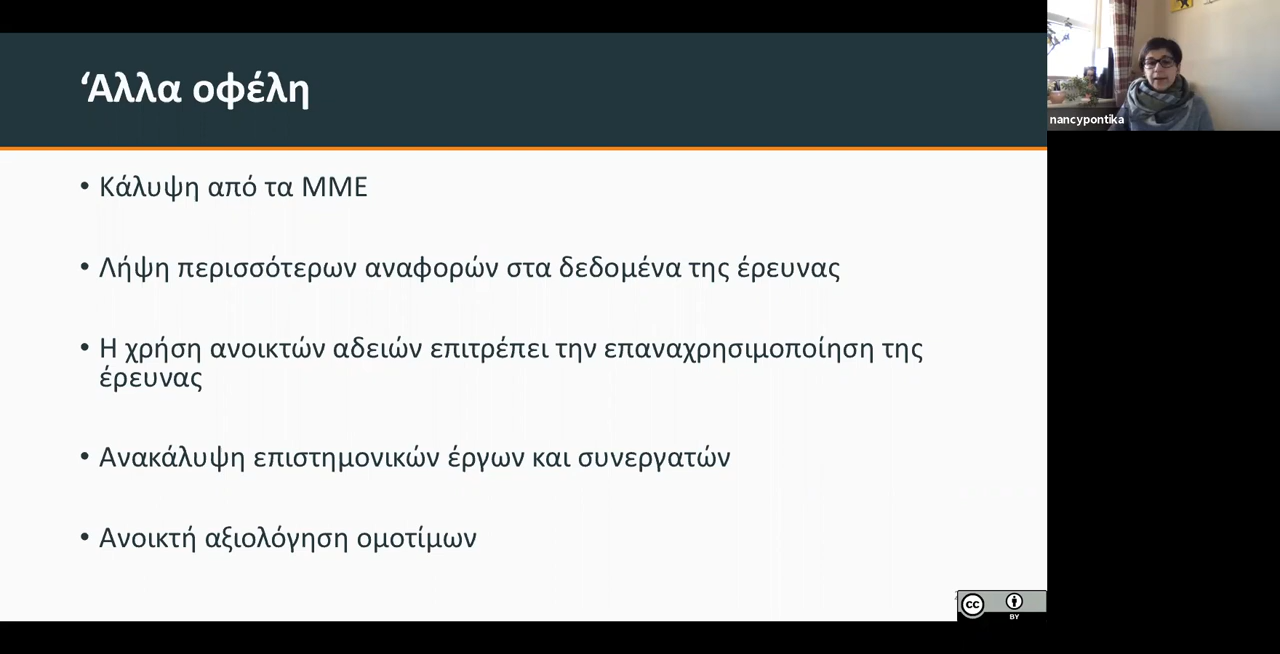 ‘Άλλα οφέλη
• Κάλυψη από τα ΜΜΕ
• Λήψη περισσότερων αναφορών στα δεδομένα της έρευνας
• Η χρήση ανοικτών αδειών επιτρέπει την επαναχρησιμοποίηση της
έρευνας
• Ανακάλυψη επιστημονικών έργων και συνεργατών
• Ανοικτή αξιολόγηση ομοτίμων
nancypontika
cc
BY